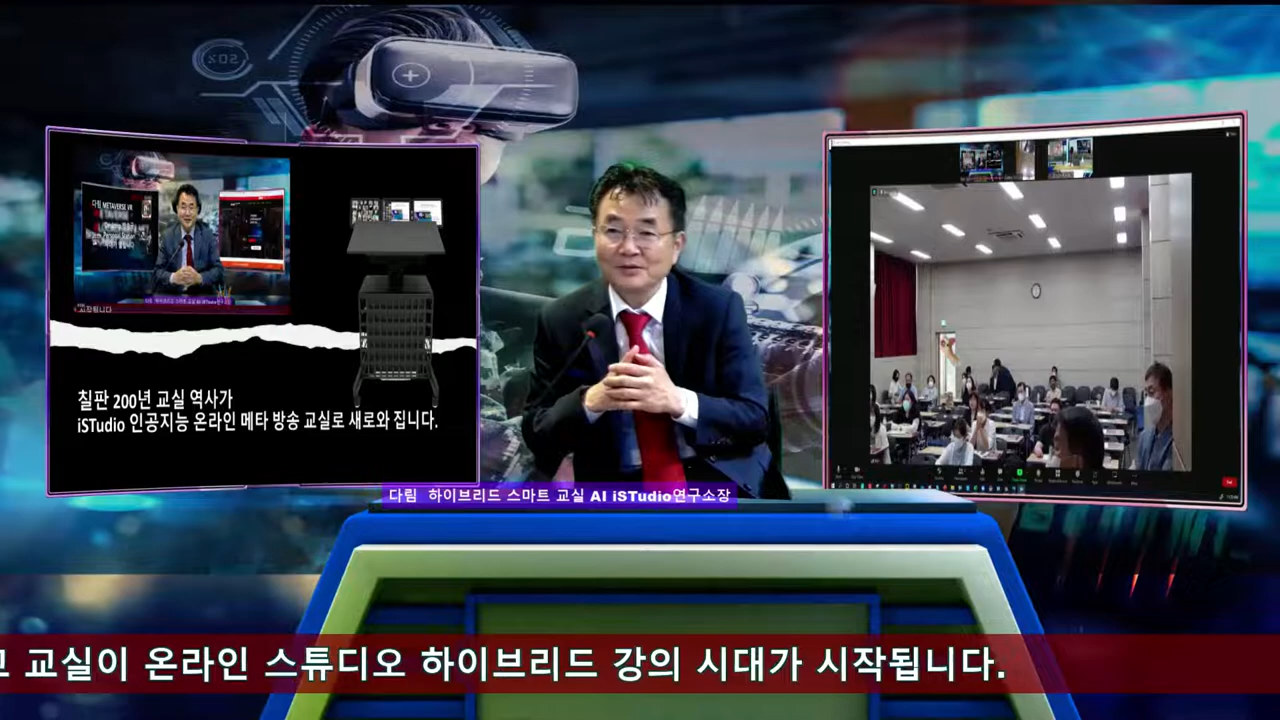 다림 METAVERSE VR
칠판 200년 교실 역사가
iSTudio 인공지능 온라인 메타 방송 교실로 새로와 집니다.
다림 하이브리드 스마트 교실 AI iSTudio연구소장
교실이 온라인 스튜디오 하이브리드 강의 시대가 시작됩니다.